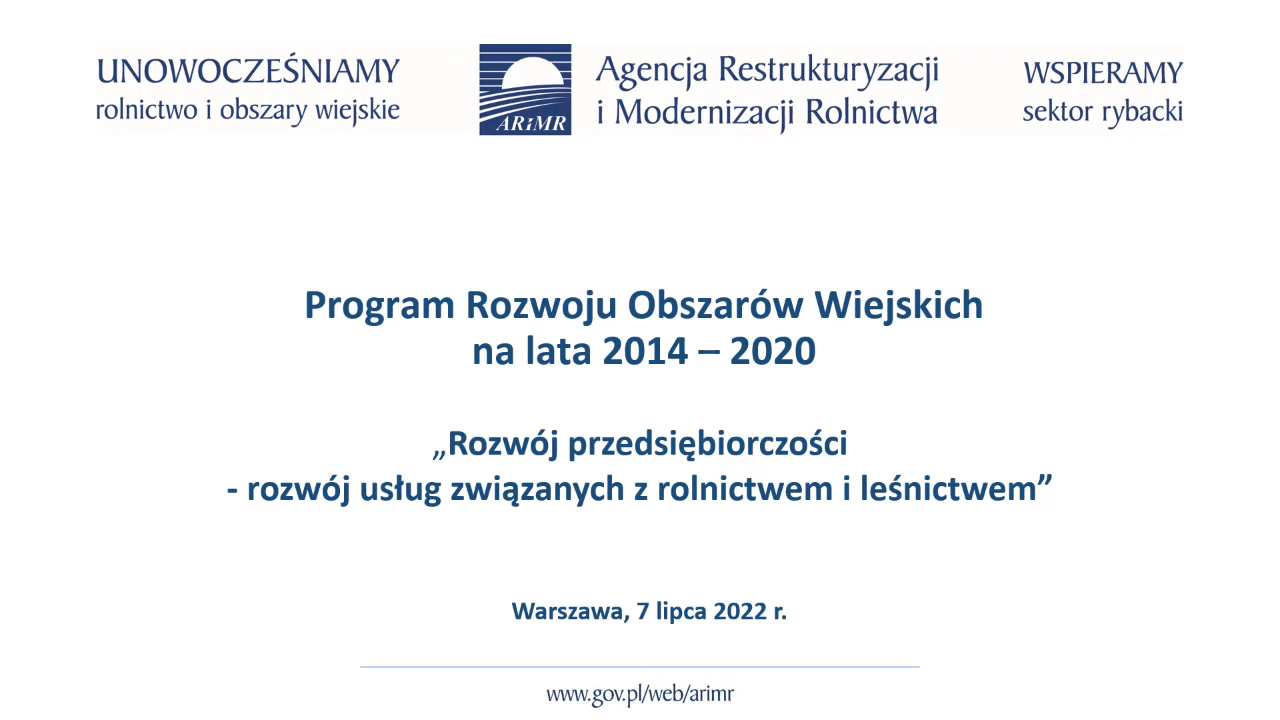 UNOWOCZEŚNIAMY
rolnictwo i obszary wiejskie
ARiMR
Agencja Restrukturyzacji
i Modernizacji Rolnictwa
WSPIERAMY
sektor rybacki
Program Rozwoju Obszarów Wiejskich
na lata 2014 – 2020
„Rozwój przedsiębiorczości
- rozwój usług związanych z rolnictwem i leśnictwem”
Warszawa, 7 lipca 2022 r.
www.gov.pl/web/arimr